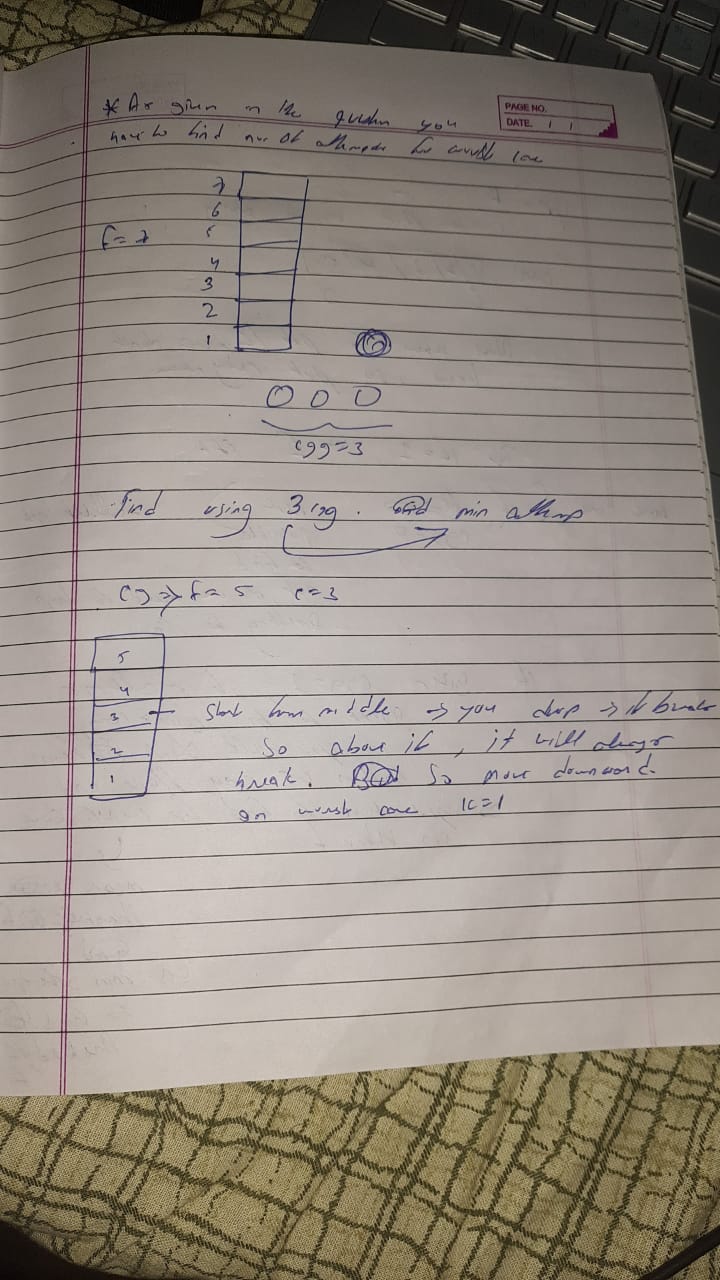 * As given in the question you
PAGE NO.
DATE. / /
have to find no. of attempts for worst case
7
6
f = 7 5
4
3
2
1
egg = 3
find using 3 egg. min attemp
eg => f = 5 e = 3
5
4
3 - Start from middle -> you drop -> it breaks
2 So above it, it will always
1 break. So move downward.
in worst case k = 1